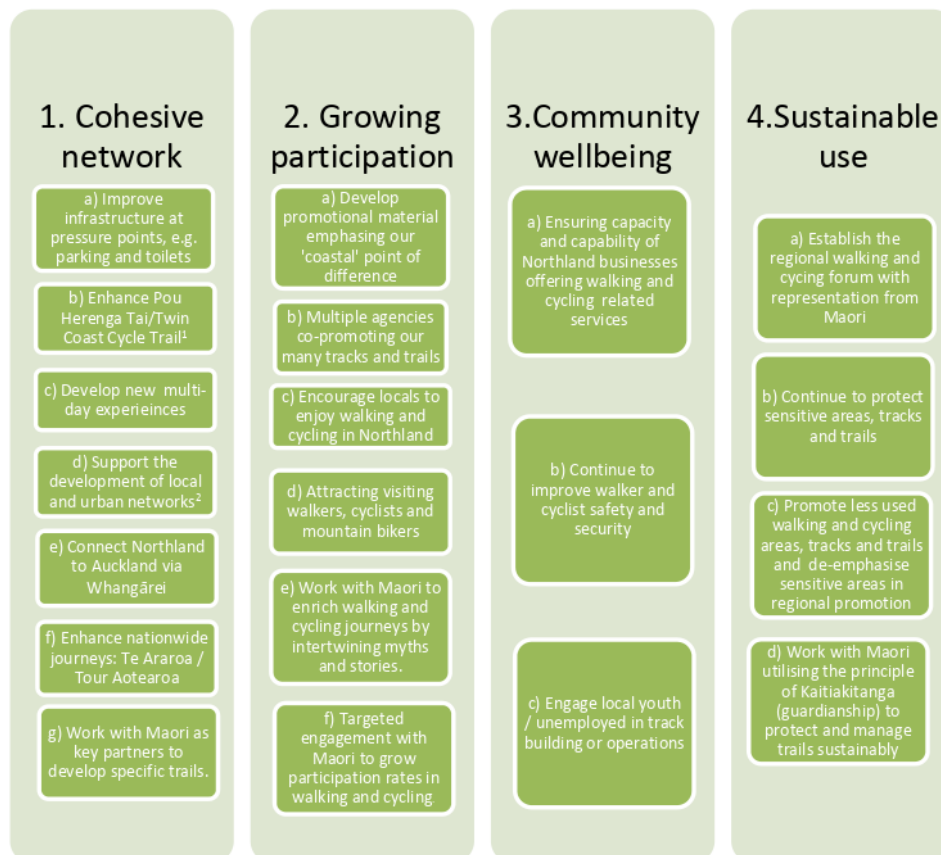 1. Cohesive
network
a) Improve
infrastructure at
pressure points, e.g.
parking and toilets
b) Enhance Pou
Herenga Tai/Twin
Coast Cycle Trail¹
c) Develop new multi-
day experieinces
d) Support the
development of local
and urban networks²
e) Connect Northland
to Auckland via
Whangārei
f) Enhance nationwide
journeys: Te Araroa /
Tour Aotearoa
g) Work with Maori as
key partners to
develop specific trails.
2. Growing
participation
a) Develop
promotional material
emphasing our
'coastal' point of
difference
b) Multiple agencies
co-promoting our
many tracks and trails
c) Encourage locals to
enjoy walking and
cycling in Northland
d) Attracting visiting
walkers, cyclists and
mountain bikers
e) Work with Maori to
enrich walking and
cycling journeys by
intertwining myths
and stories.
f) Targeted
engagement with
Maori to grow
participation rates in
walking and cycling
3.Community
wellbeing
a) Ensuring capacity
and capability of
Northland businesses
offering walking and
cycling related
services
b) Continue to
improve walker and
cyclist safety and
security
c) Engage local youth
/ unemployed in track
building or operations
4.Sustainable
use
a) Establish the
regional walking and
cycing forum with
representation from
Maori
b) Continue to protect
sensitive areas, tracks
and trails
c) Promote less used
walking and cycling
areas, tracks and trails
and de-emphasise
sensitive areas in
regional promotion
d) Work with Maori
utilising the principle
of Kaitiakitanga
(guardianship) to
protect and manage
trails sustainably